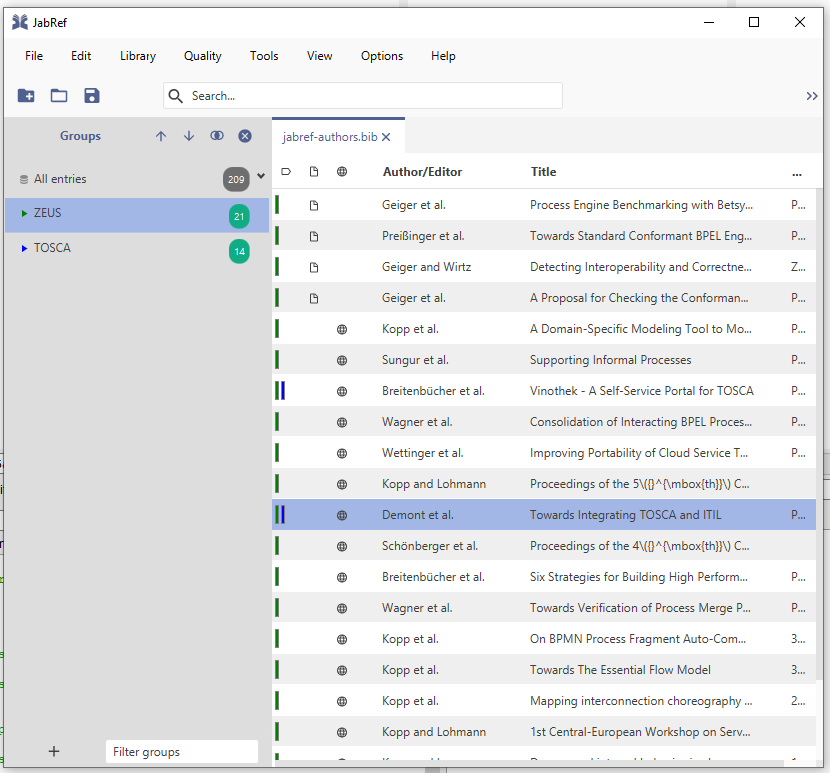 JabRef
File Edit Library Quality Tools View Options Help
Search...
Groups
All entries 209
ZEUS 21
TOSCA 14
Filter groups
jabref-authors.bib
Author/Editor Title ...
Geiger et al. Process Engine Benchmarking with Betsy... P...
Preißinger et al. Towards Standard Conformant BPEL Eng... P...
Geiger and Wirtz Detecting Interoperability and Correctne... Z...
Geiger et al. A Proposal for Checking the Conforman... P...
Kopp et al. A Domain-Specific Modeling Tool to Mo... P...
Sungur et al. Supporting Informal Processes P...
Breitenbücher et al. Vinothek - A Self-Service Portal for TOSCA P...
Wagner et al. Consolidation of Interacting BPEL Proces... P...
Wettinger et al. Improving Portability of Cloud Service T... P...
Kopp and Lohmann Proceedings of the 5\({}^{\mbox{th}}\) C...
Demont et al. Towards Integrating TOSCA and ITIL P...
Schönberger et al. Proceedings of the 4\({}^{\mbox{th}}\) C...
Breitenbücher et al. Six Strategies for Building High Perform... P...
Wagner et al. Towards Verification of Process Merge P... P...
Kopp et al. On BPMN Process Fragment Auto-Com... 3...
Kopp et al. Towards The Essential Flow Model 3...
Kopp et al. Mapping interconnection choreography ... 2...
Kopp and Lohmann 1st Central-European Workshop on Serv...